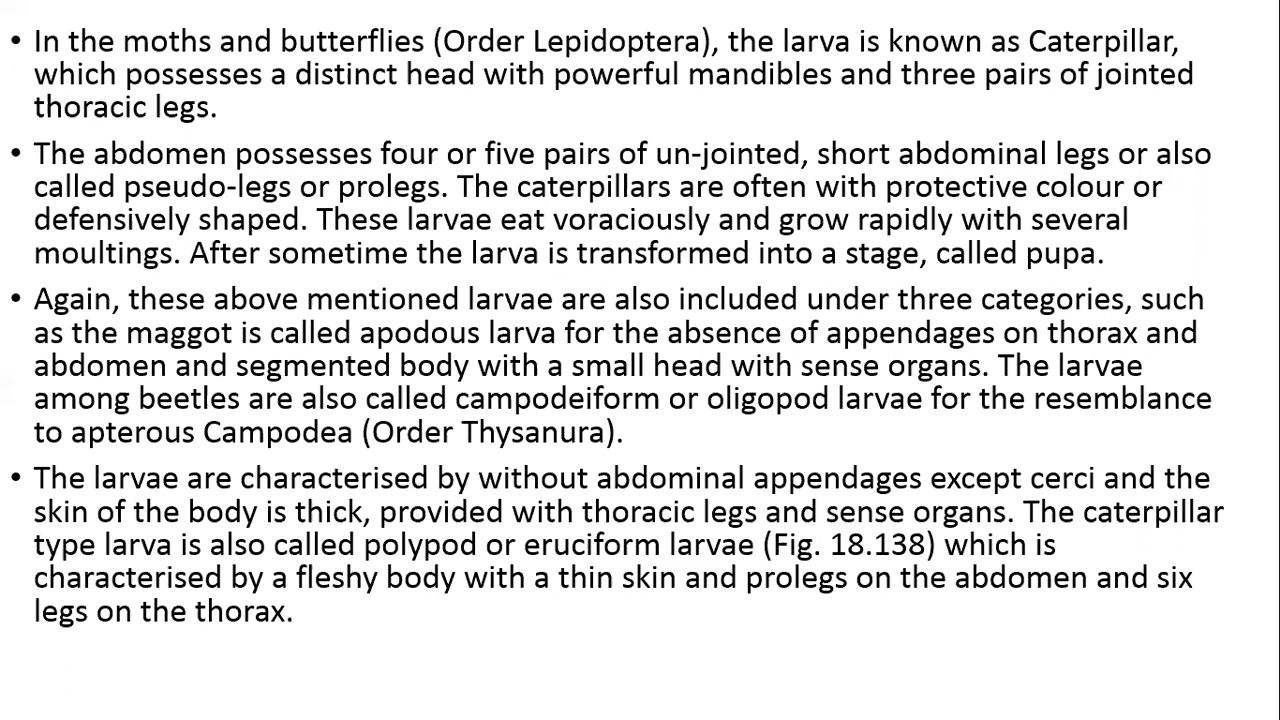 • In the moths and butterflies (Order Lepidoptera), the larva is known as Caterpillar,
which possesses a distinct head with powerful mandibles and three pairs of jointed
thoracic legs.
• The abdomen possesses four or five pairs of un-jointed, short abdominal legs or also
called pseudo-legs or prolegs. The caterpillars are often with protective colour or
defensively shaped. These larvae eat voraciously and grow rapidly with several
moultings. After sometime the larva is transformed into a stage, called pupa.
• Again, these above mentioned larvae are also included under three categories, such
as the maggot is called apodous larva for the absence of appendages on thorax and
abdomen and segmented body with a small head with sense organs. The larvae
among beetles are also called campodeiform or oligopod larvae for the resemblance
to apterous Campodea (Order Thysanura).
• The larvae are characterised by without abdominal appendages except cerci and the
skin of the body is thick, provided with thoracic legs and sense organs. The caterpillar
type larva is also called polypod or eruciform larvae (Fig. 18.138) which is
characterised by a fleshy body with a thin skin and prolegs on the abdomen and six
legs on the thorax.